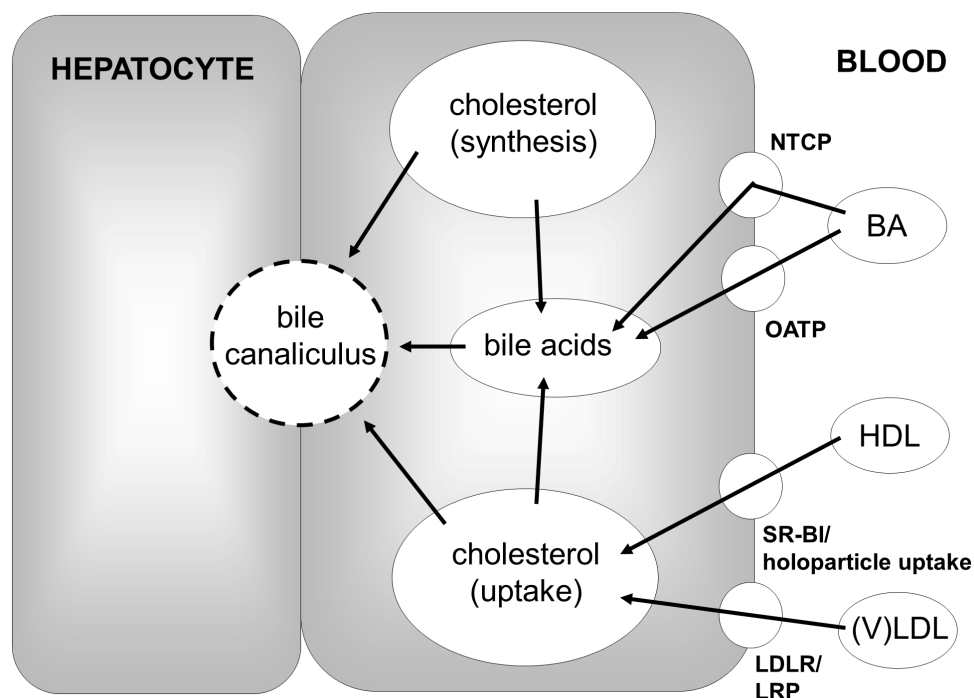 HEPATOCYTE
BLOOD
cholesterol
(synthesis)
NTCP
BA
OATP
bile
canaliculus
bile acids
HDL
SR-BI/
holoparticle uptake
cholesterol
(uptake)
(V)LDL
LDLR/
LRP